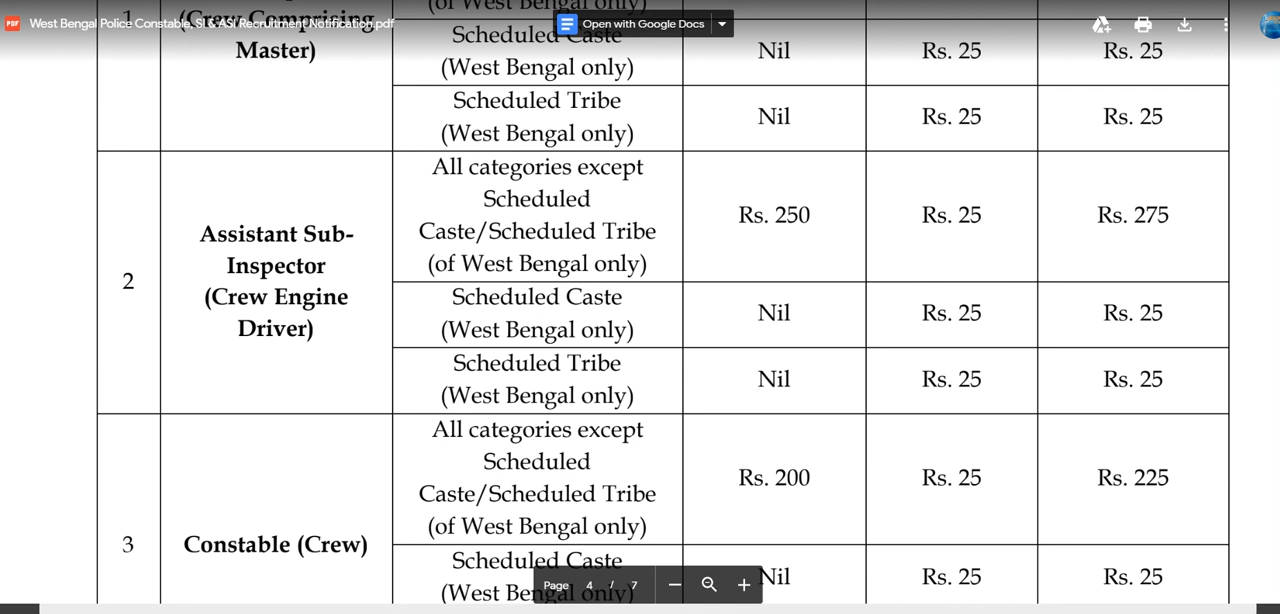 (of West Bengal only)
West Bengal Police Constable, SI & ASI Recruitment Notification.pdf
Open with Google Docs
1
(Crew Comprising
Master)
Scheduled Caste
(West Bengal only)
Nil
Rs. 25
Rs. 25
Scheduled Tribe
(West Bengal only)
Nil
Rs. 25
Rs. 25
2
Assistant Sub-
Inspector
(Crew Engine
Driver)
All categories except
Scheduled
Caste/Scheduled Tribe
(of West Bengal only)
Rs. 250
Rs. 25
Rs. 275
Scheduled Caste
(West Bengal only)
Nil
Rs. 25
Rs. 25
Scheduled Tribe
(West Bengal only)
Nil
Rs. 25
Rs. 25
3
Constable (Crew)
All categories except
Scheduled
Caste/Scheduled Tribe
(of West Bengal only)
Rs. 200
Rs. 25
Rs. 225
Scheduled Caste
(West Bengal only)
Nil
Rs. 25
Rs. 25
Page 4 / 7